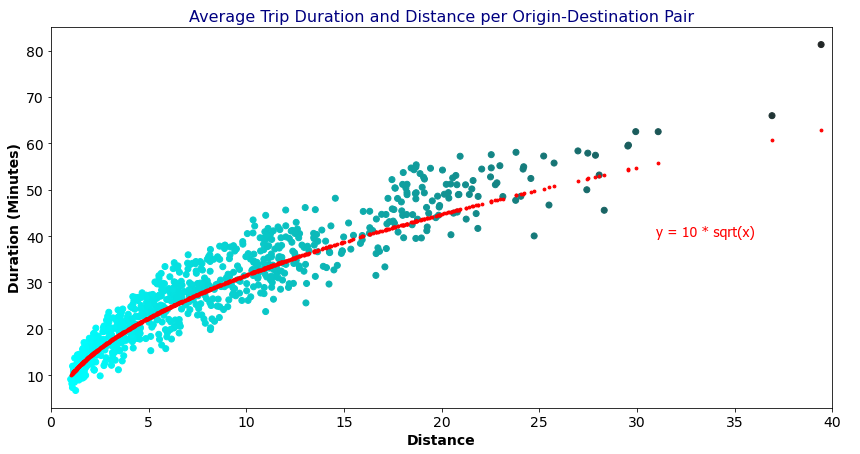 Average Trip Duration and Distance per Origin-Destination Pair
Duration (Minutes)
80
70
60
50
40
30
20
10
y = 10 * sqrt(x)
0 5 10 15 20 25 30 35 40
Distance